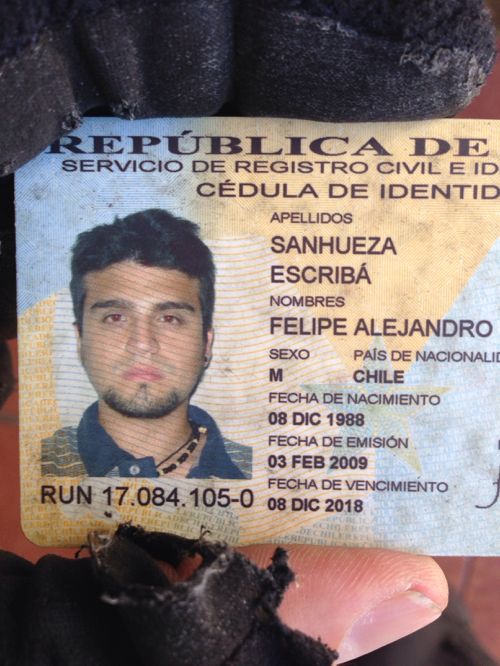 REPÚBLICA DE
SERVICIO DE REGISTRO CIVIL E ID
CÉDULA DE IDENTID
APELLIDOS
SANHUEZA
ESCRIBÁ
NOMBRES
FELIPE ALEJANDRO
SEXO PAÍS DE NACIONALID
M CHILE
FECHA DE NACIMIENTO
08 DIC 1988
FECHA DE EMISIÓN
03 FEB 2009
FECHA DE VENCIMIENTO
08 DIC 2018
RUN 17.084.105-0